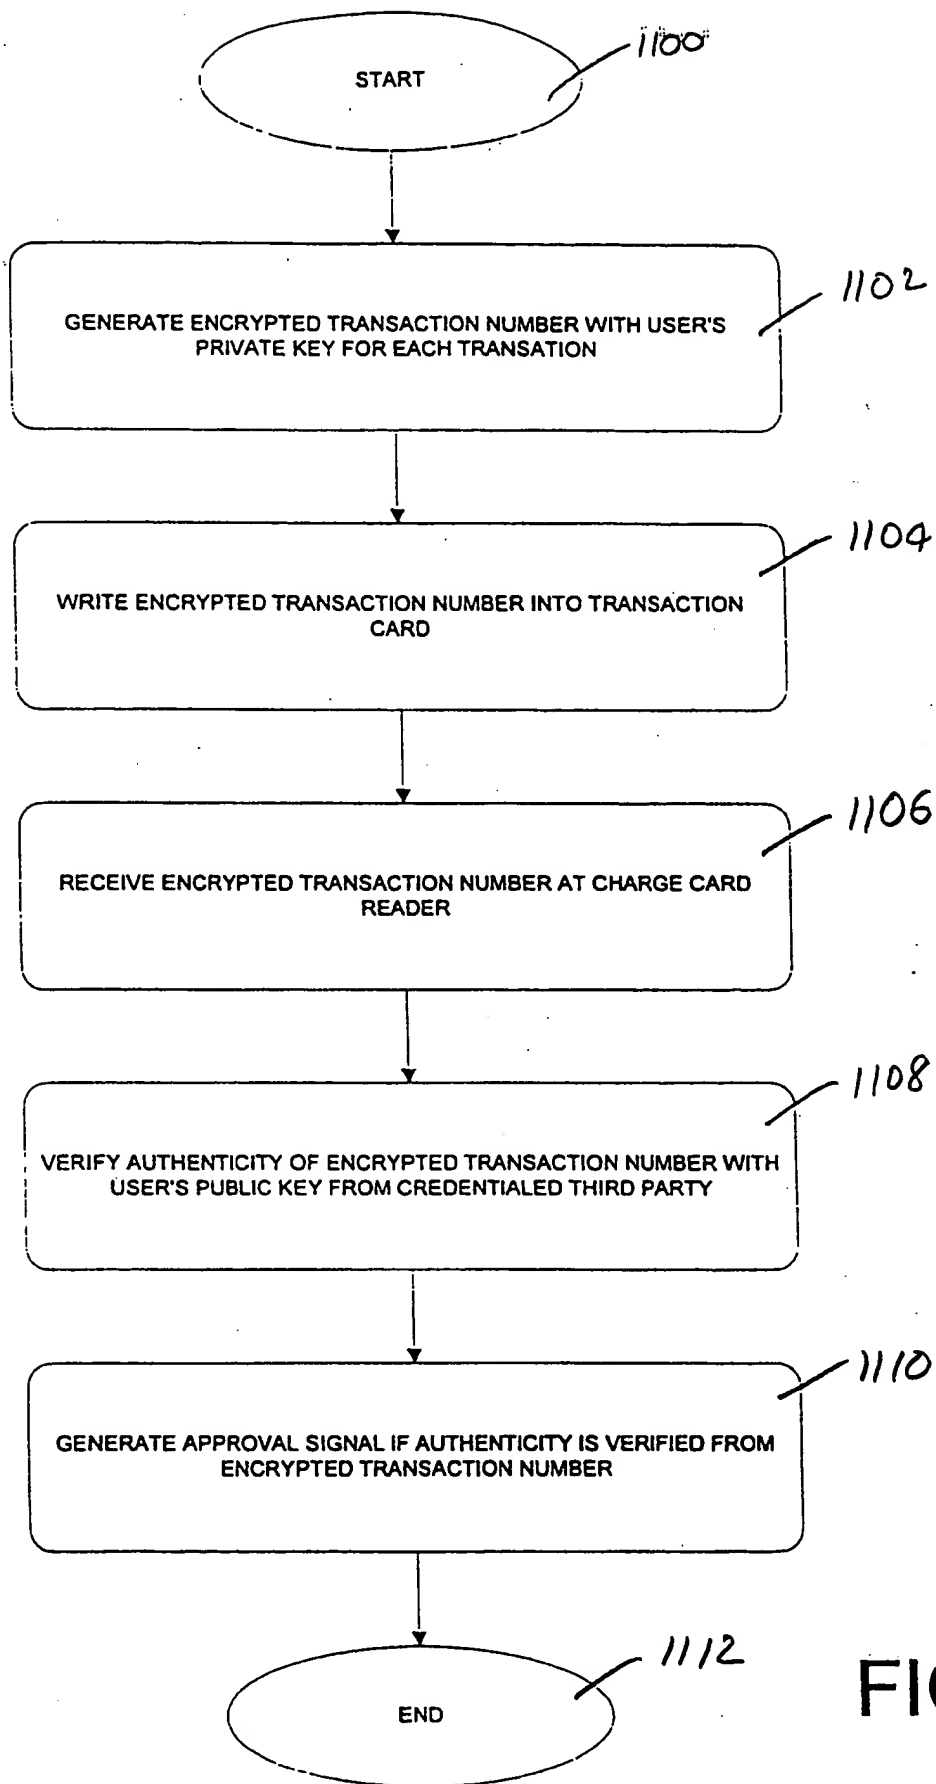 START
1100
GENERATE ENCRYPTED TRANSACTION NUMBER WITH USER'S
PRIVATE KEY FOR EACH TRANSATION
1102
WRITE ENCRYPTED TRANSACTION NUMBER INTO TRANSACTION
CARD
1104
RECEIVE ENCRYPTED TRANSACTION NUMBER AT CHARGE CARD
READER
1106
VERIFY AUTHENTICITY OF ENCRYPTED TRANSACTION NUMBER WITH
USER'S PUBLIC KEY FROM CREDENTIALED THIRD PARTY
1108
GENERATE APPROVAL SIGNAL IF AUTHENTICITY IS VERIFIED FROM
ENCRYPTED TRANSACTION NUMBER
1110
END
1112